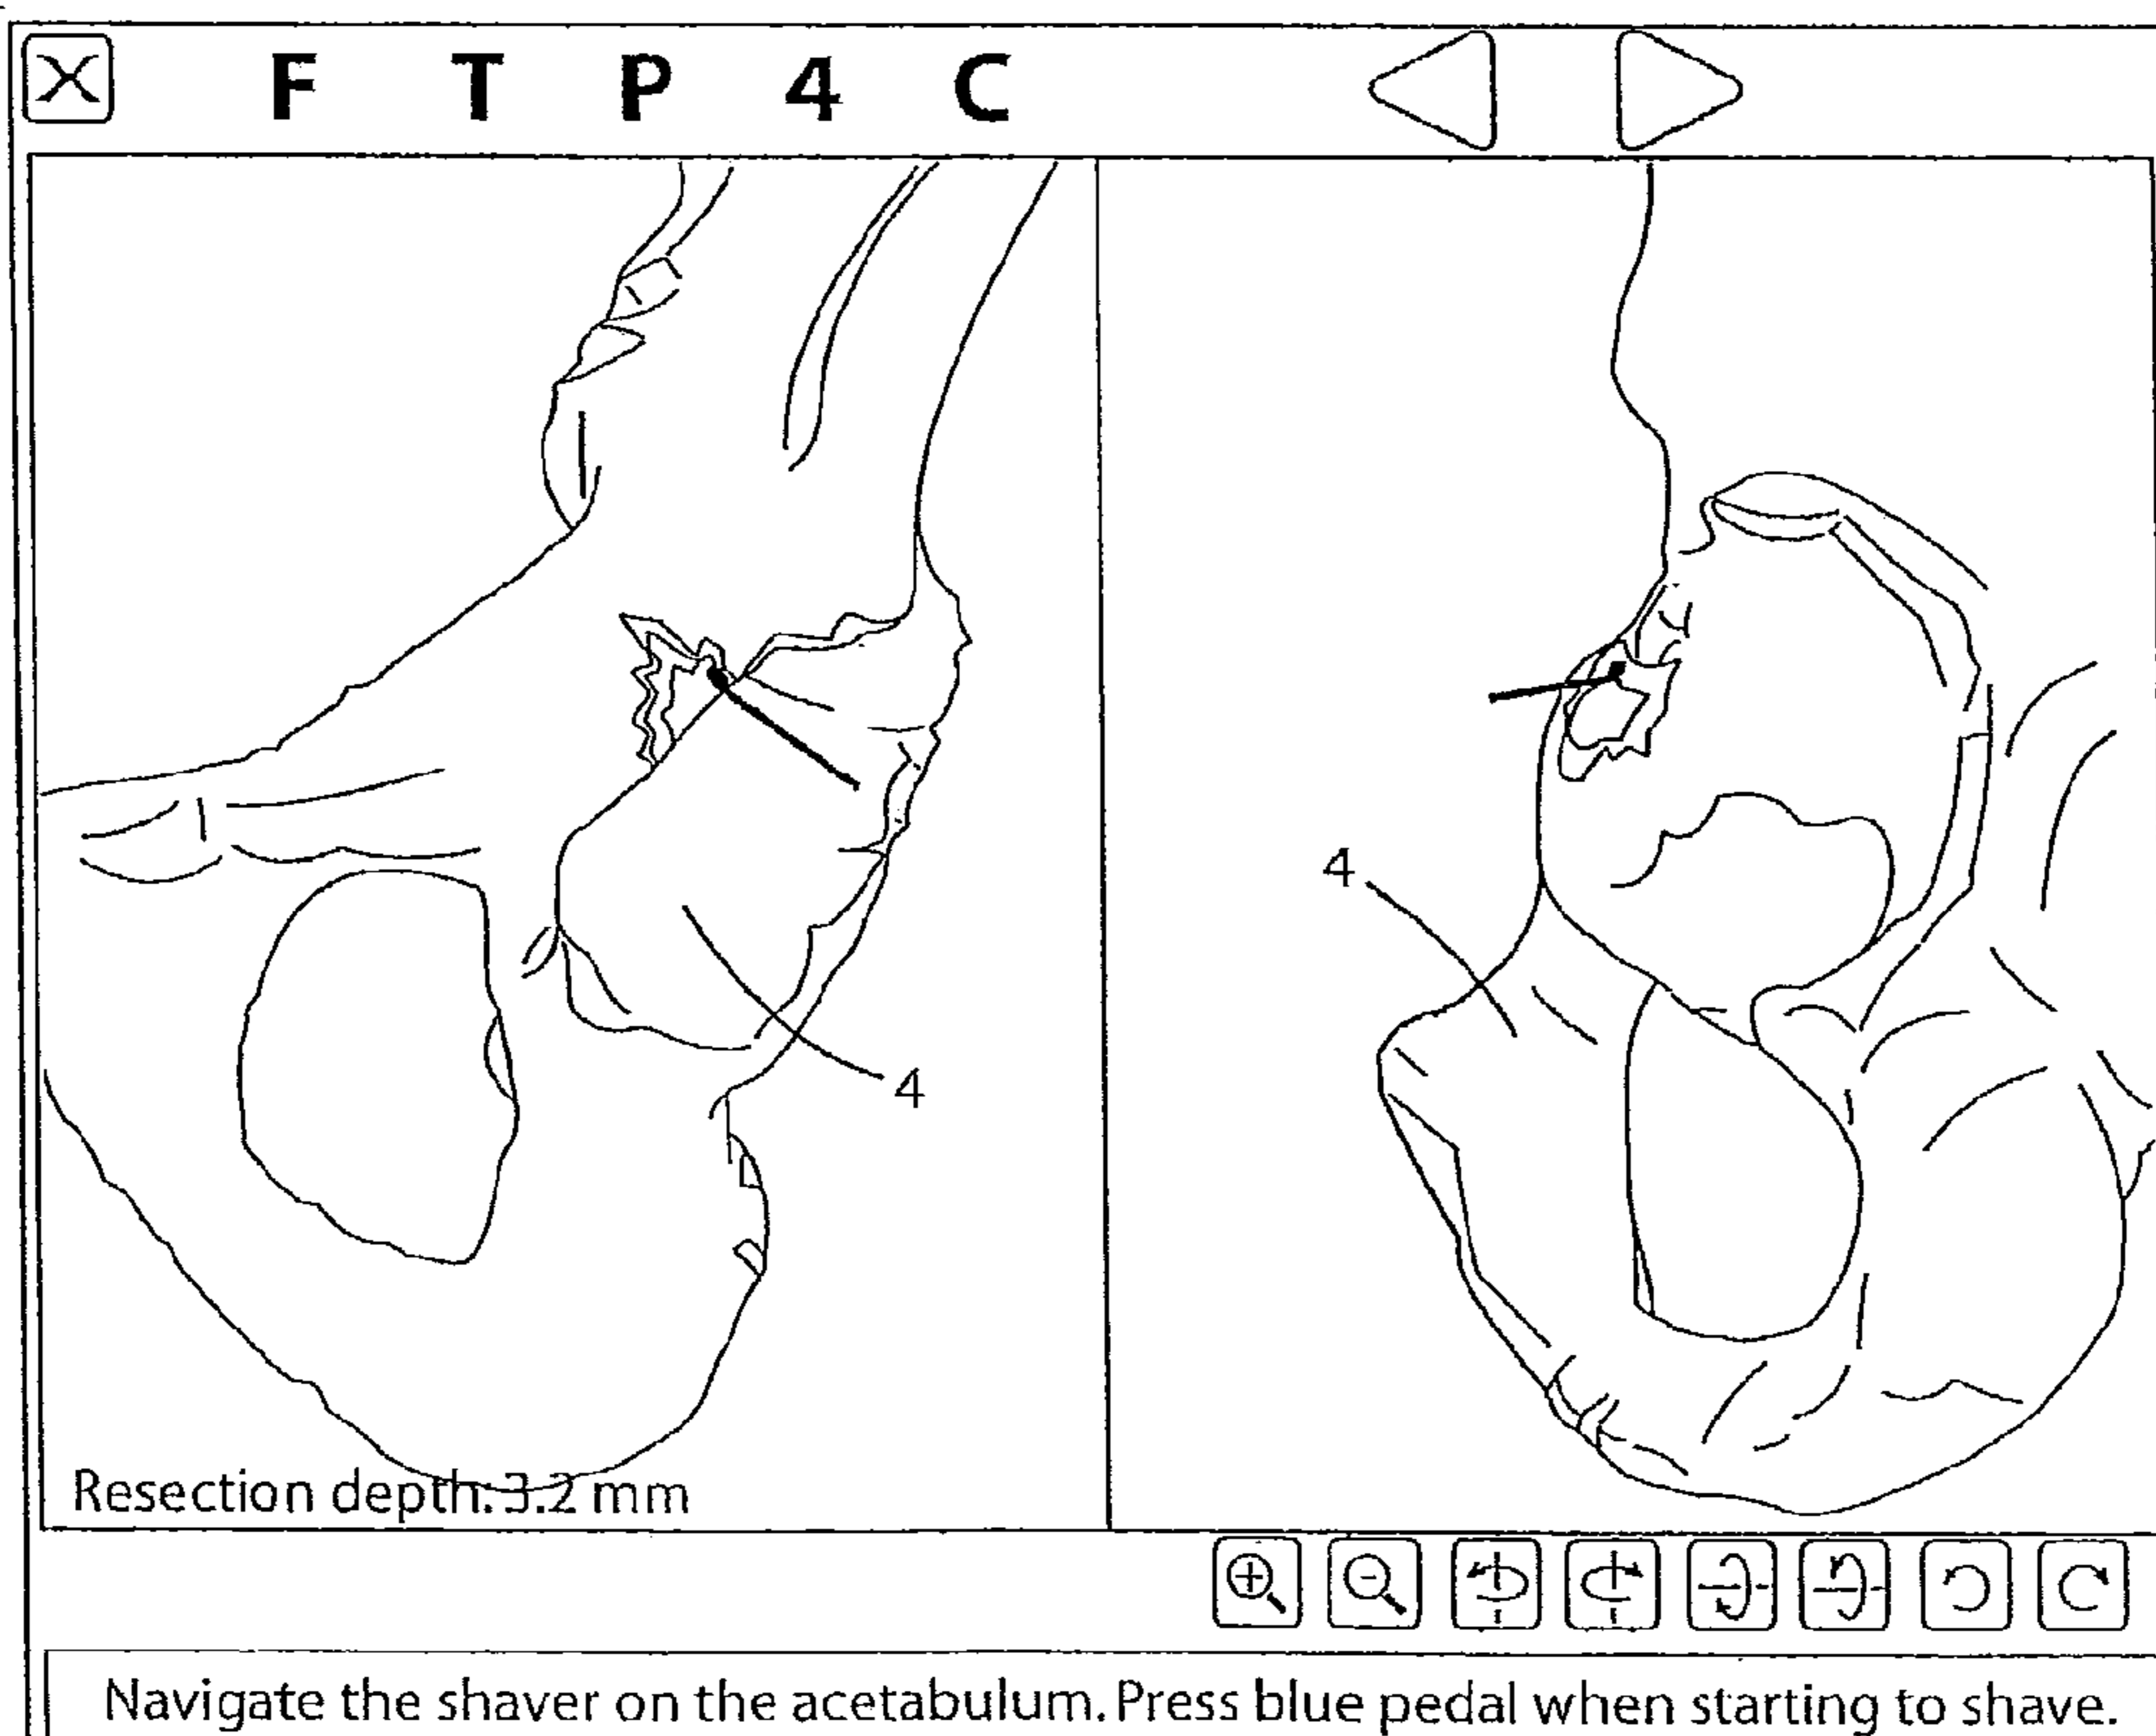 F T P 4 C
4
4
Resection depth: 3.2 mm
Navigate the shaver on the acetabulum. Press blue pedal when starting to shave.